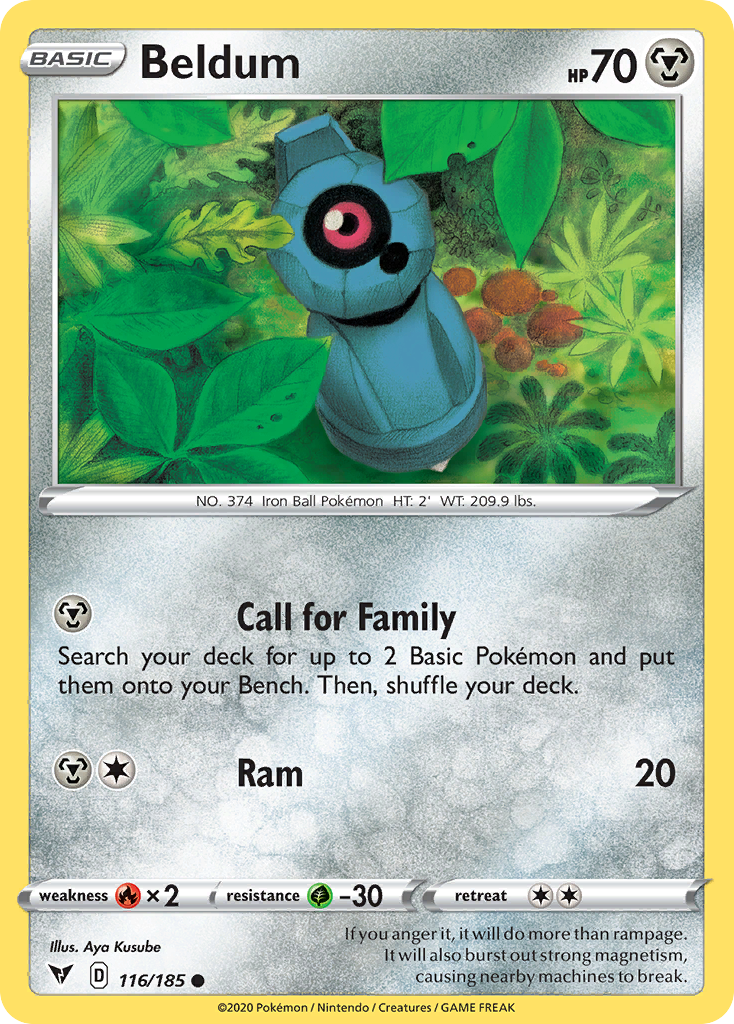 BASIC Beldum HP 70
NO. 374 Iron Ball Pokémon HT: 2' WT: 209.9 lbs.
Call for Family
Search your deck for up to 2 Basic Pokémon and put
them onto your Bench. Then, shuffle your deck.
Ram 20
weakness ×2 resistance -30 retreat
Illus. Aya Kusube
If you anger it, it will do more than rampage.
It will also burst out strong magnetism,
causing nearby machines to break.
D 116/185
©2020 Pokémon / Nintendo / Creatures / GAME FREAK